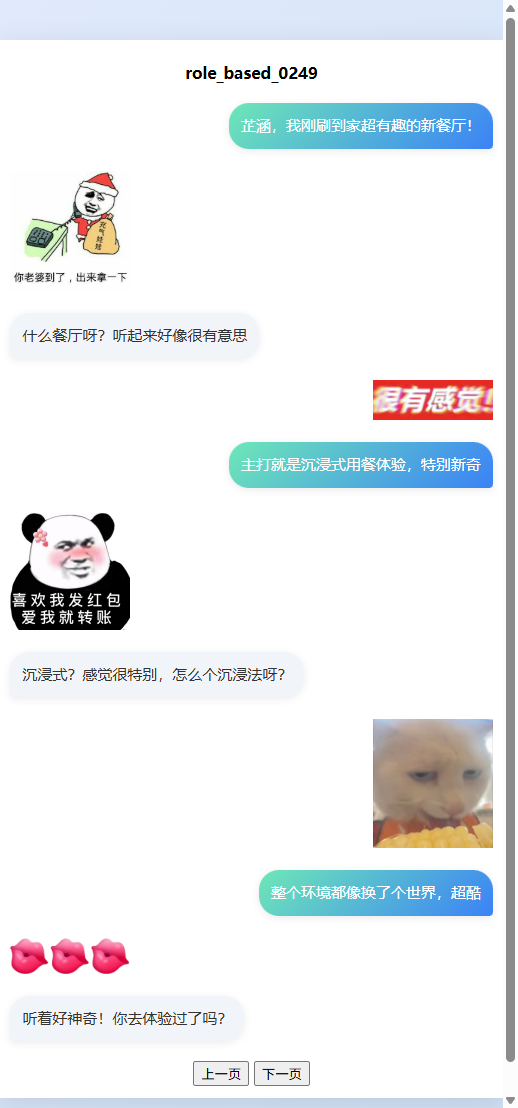 role_based_0249
芷涵，我刚刷到家超有趣的新餐厅！
充气娃娃
你老婆到了，出来拿一下
什么餐厅呀？听起来好像很有意思
很有感觉！
主打就是沉浸式用餐体验，特别新奇
喜欢我发红包
爱我就转账
沉浸式？感觉很特别，怎么个沉浸法呀？
整个环境都像换了个世界，超酷
听着好神奇！你去体验过了吗？
上一页 下一页